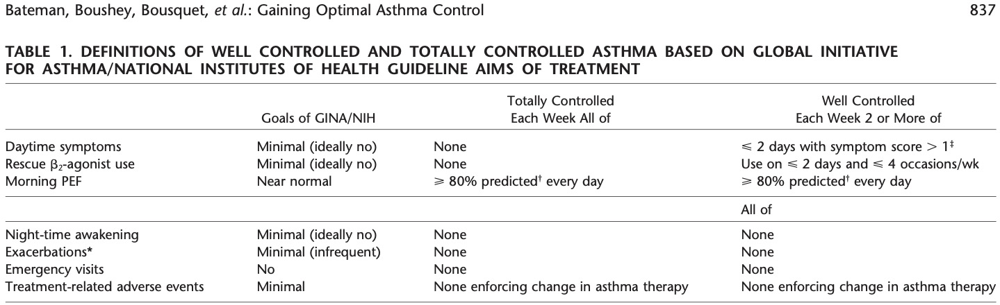 Bateman, Boushey, Bousquet, et al.: Gaining Optimal Asthma Control 837
TABLE 1. DEFINITIONS OF WELL CONTROLLED AND TOTALLY CONTROLLED ASTHMA BASED ON GLOBAL INITIATIVE
FOR ASTHMA/NATIONAL INSTITUTES OF HEALTH GUIDELINE AIMS OF TREATMENT
Totally Controlled Well Controlled
Goals of GINA/NIH Each Week All of Each Week 2 or More of
Daytime symptoms Minimal (ideally no) None ⩽ 2 days with symptom score > 1‡
Rescue β₂-agonist use Minimal (ideally no) None Use on ⩽ 2 days and ⩽ 4 occasions/wk
Morning PEF Near normal ⩾ 80% predicted† every day ⩾ 80% predicted† every day
All of
Night-time awakening Minimal (ideally no) None None
Exacerbations* Minimal (infrequent) None None
Emergency visits No None None
Treatment-related adverse events Minimal None enforcing change in asthma therapy None enforcing change in asthma therapy